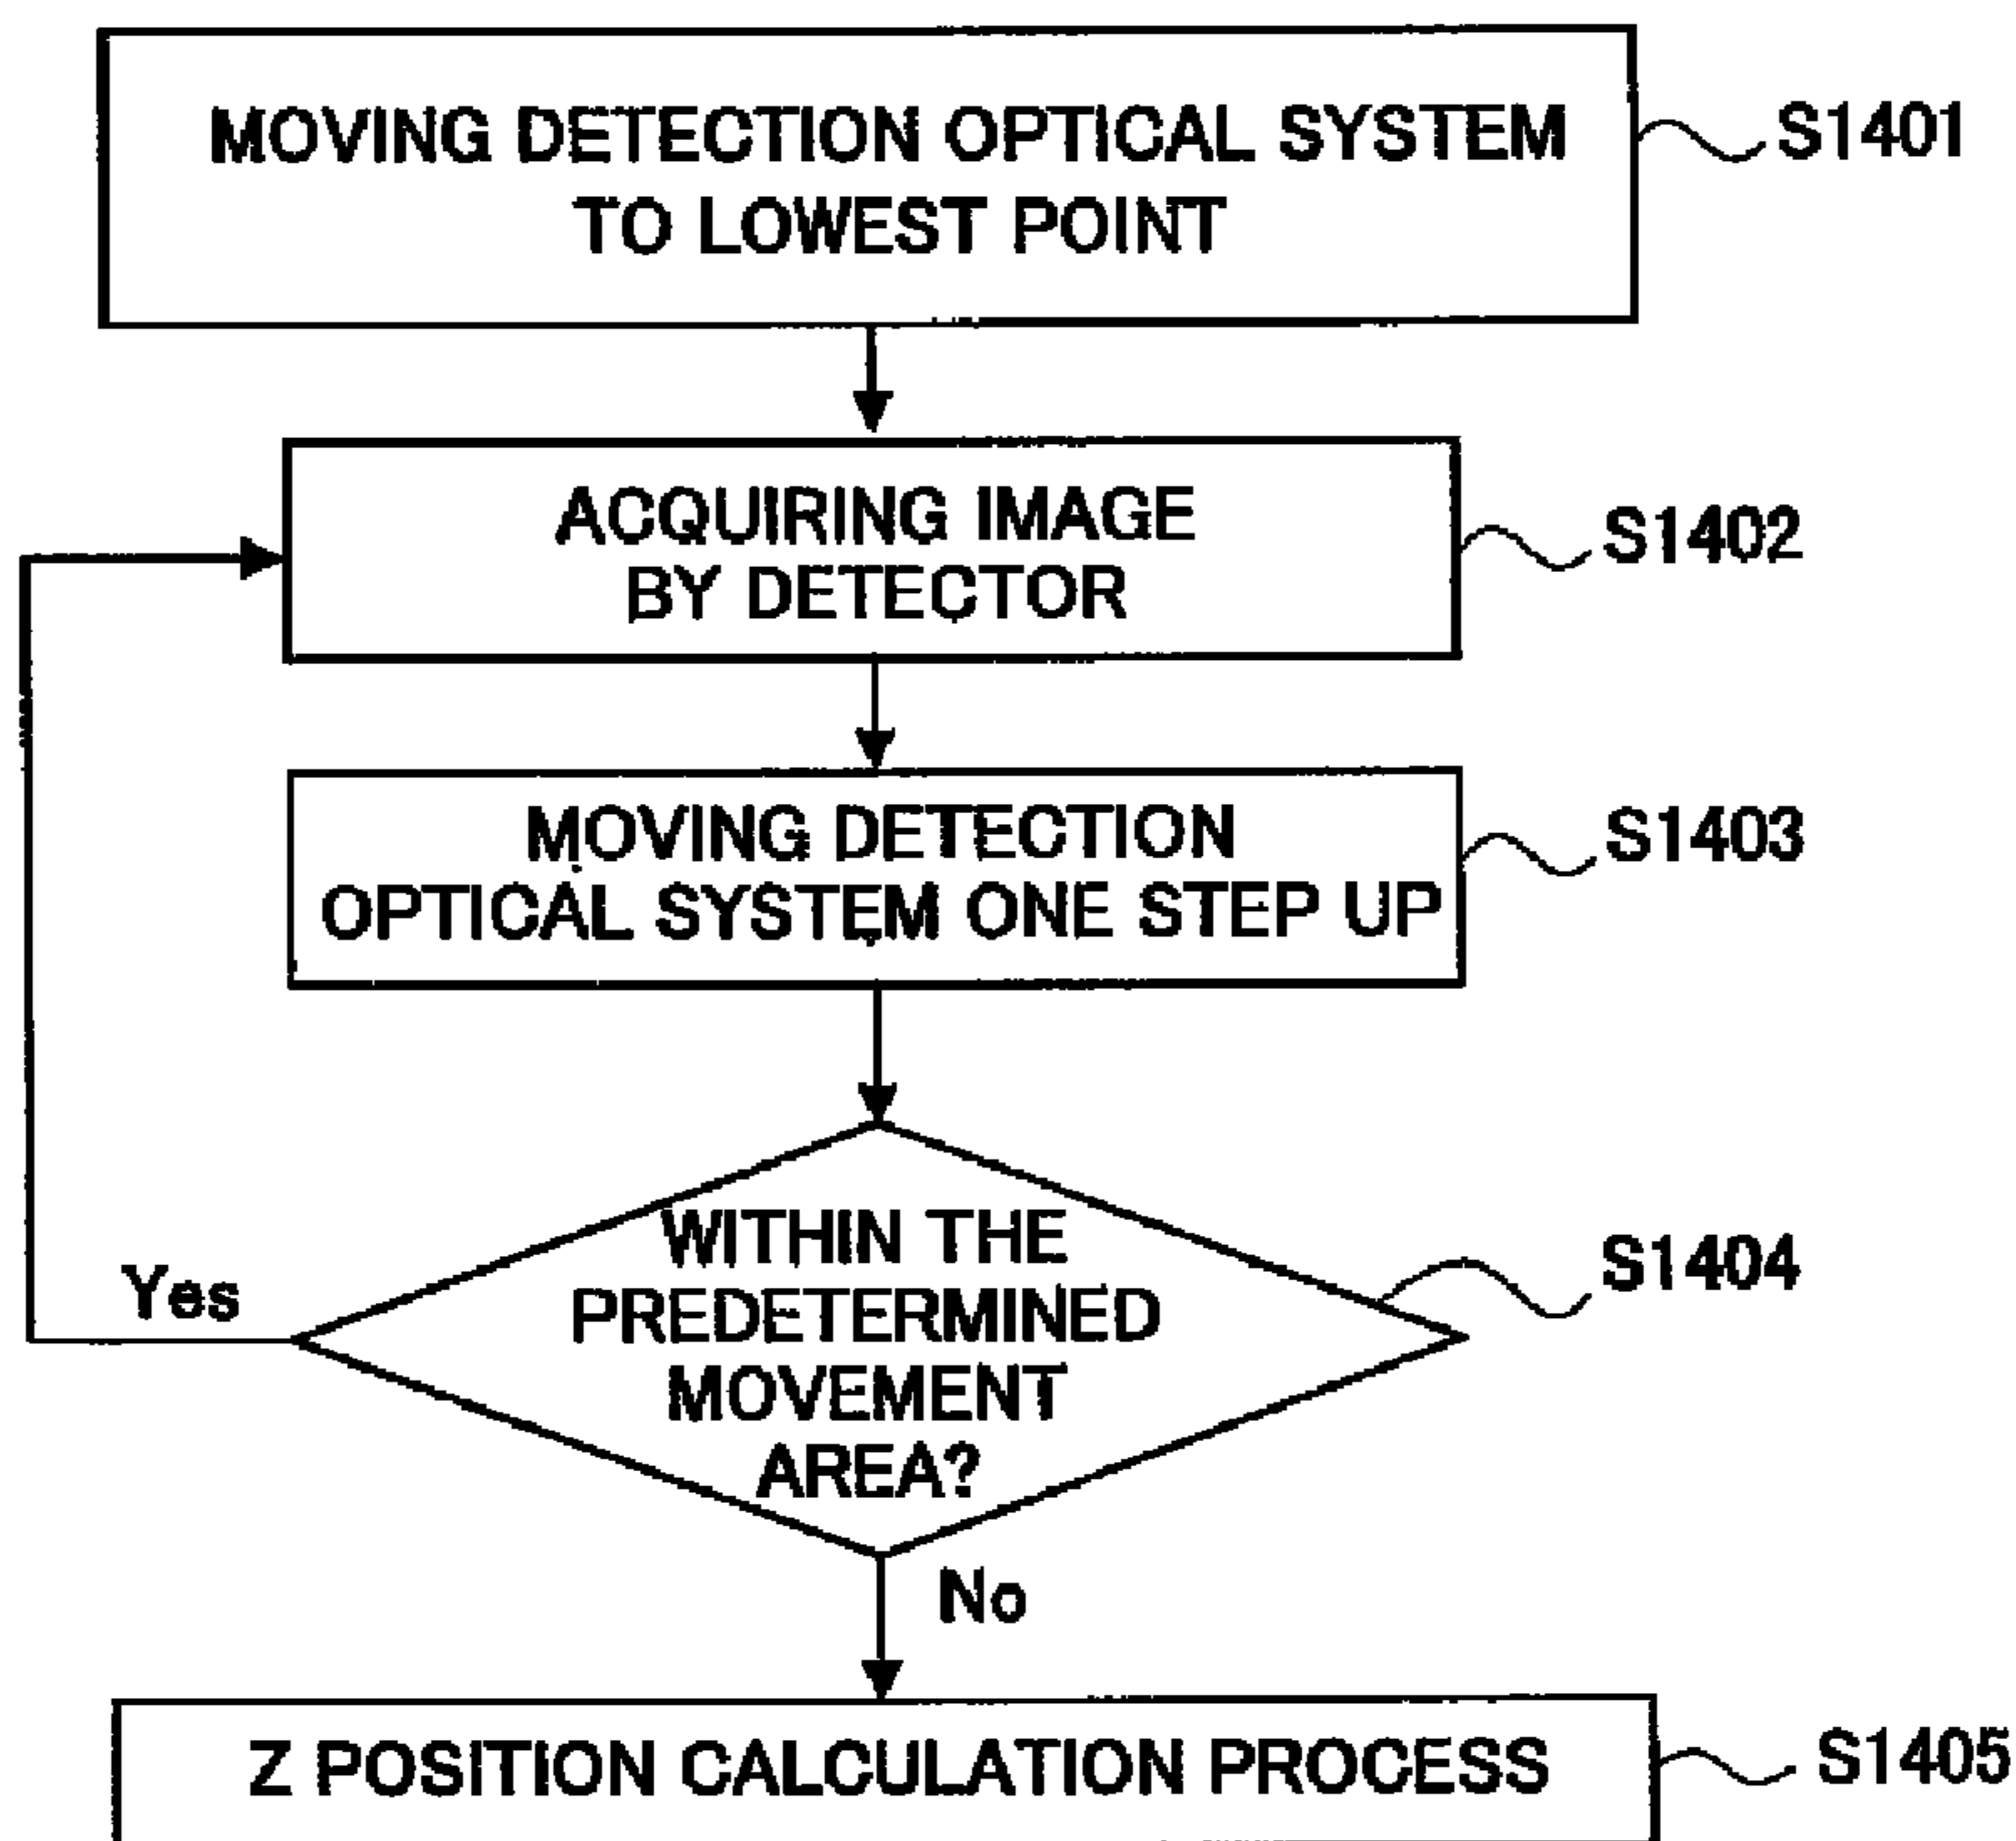 MOVING DETECTION OPTICAL SYSTEM
TO LOWEST POINT
S1401
ACQUIRING IMAGE
BY DETECTOR
S1402
MOVING DETECTION
OPTICAL SYSTEM ONE STEP UP
S1403
WITHIN THE
PREDETERMINED
MOVEMENT
AREA?
S1404
Yes
No
Z POSITION CALCULATION PROCESS
S1405